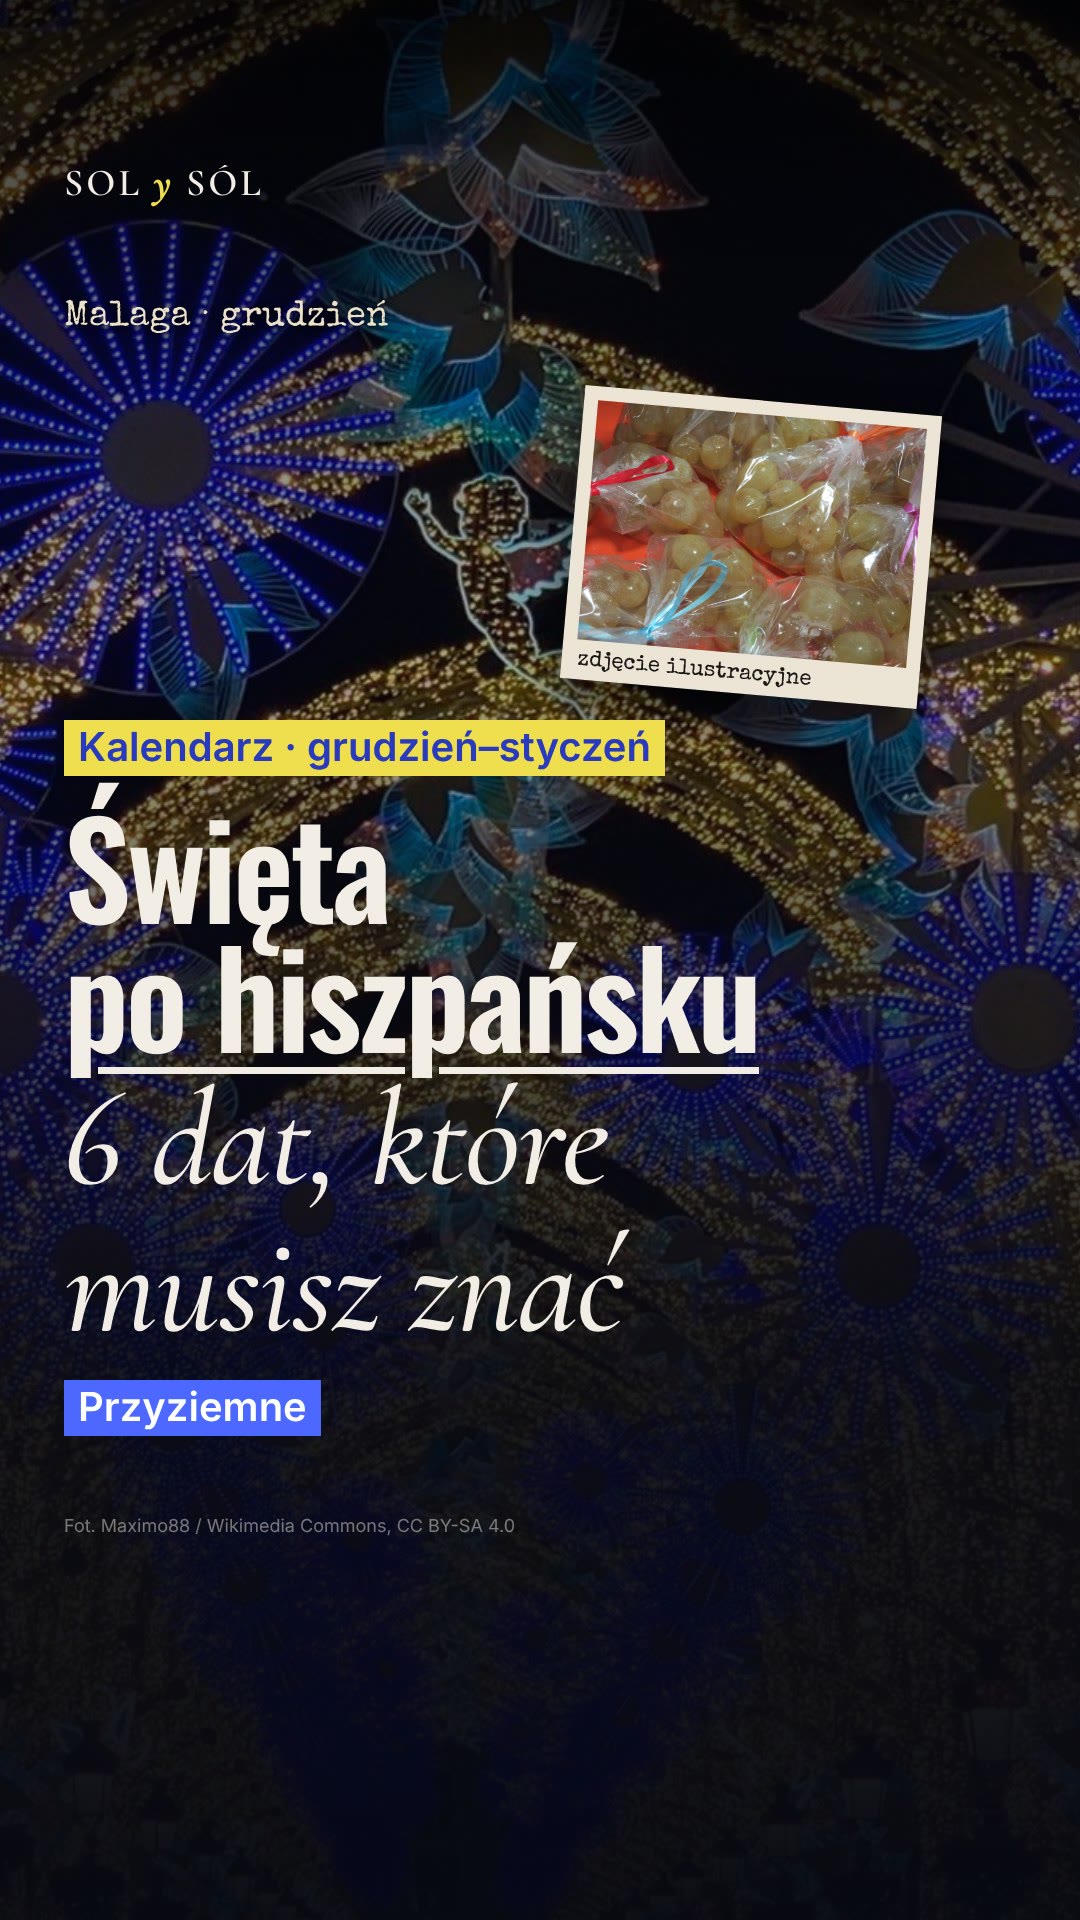 SOL y SÓL
Malaga · grudzień
zdjęcie ilustracyjne
Kalendarz · grudzień–styczeń
Święta
po hiszpańsku
6 dat, które
musisz znać
Przyziemne
Fot. Maximo88 / Wikimedia Commons, CC BY-SA 4.0